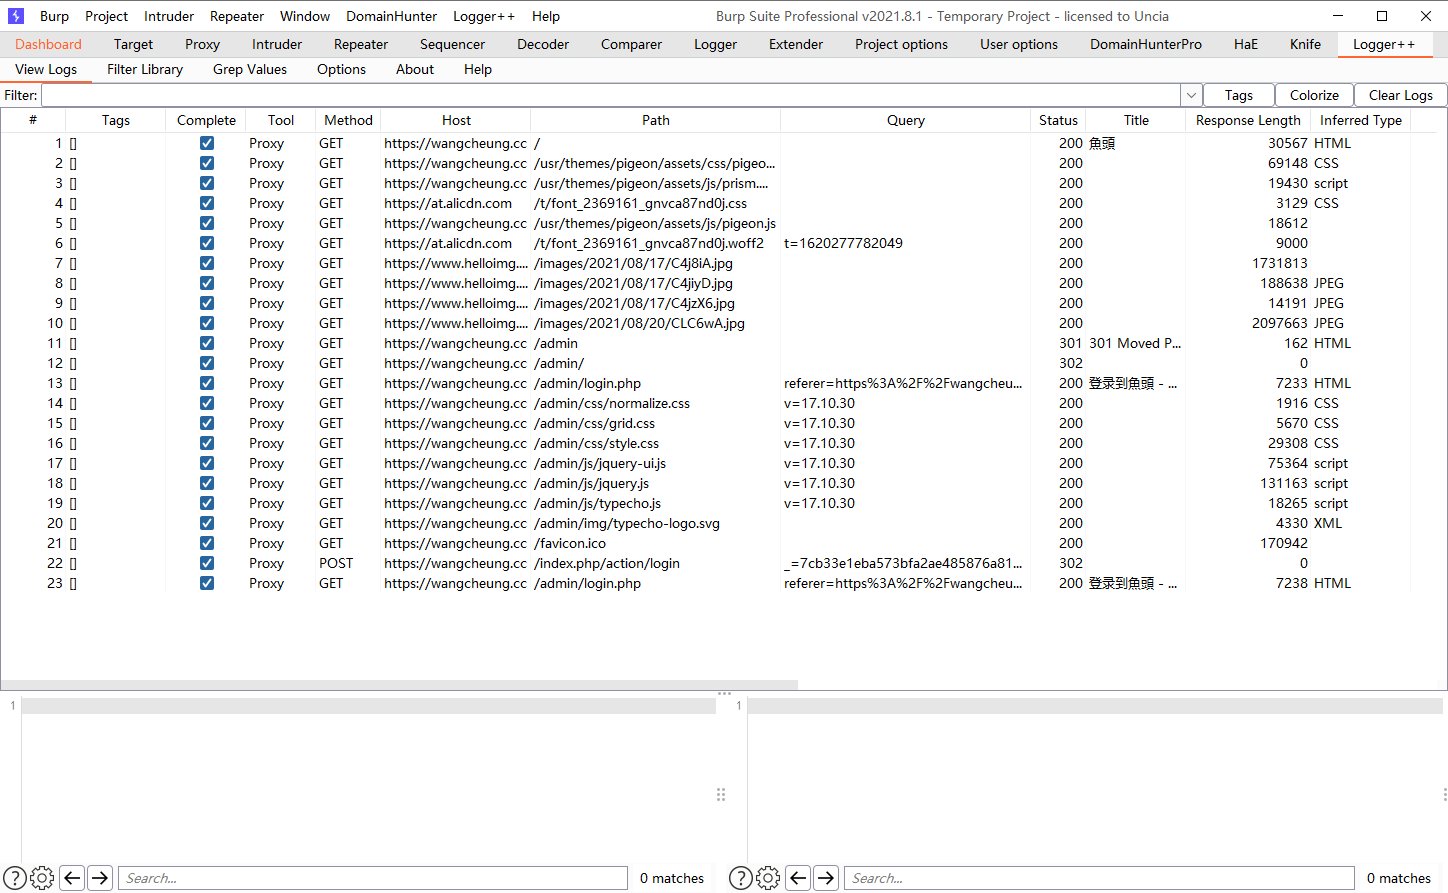 Burp Project Intruder Repeater Window DomainHunter Logger++ Help Burp Suite Professional v2021.8.1 - Temporary Project - licensed to Uncia
Dashboard Target Proxy Intruder Repeater Sequencer Decoder Comparer Logger Extender Project options User options DomainHunterPro HaE Knife Logger++
View Logs Filter Library Grep Values Options About Help
Filter: Tags Colorize Clear Logs
# Tags Complete Tool Method Host Path Query Status Title Response Length Inferred Type
1 [] Proxy GET https://wangcheung.cc / 200 魚頭 30567 HTML
2 [] Proxy GET https://wangcheung.cc /usr/themes/pigeon/assets/css/pigeo... 200 69148 CSS
3 [] Proxy GET https://wangcheung.cc /usr/themes/pigeon/assets/js/prism.... 200 19430 script
4 [] Proxy GET https://at.alicdn.com /t/font_2369161_gnvca87nd0j.css 200 3129 CSS
5 [] Proxy GET https://wangcheung.cc /usr/themes/pigeon/assets/js/pigeon.js 200 18612
6 [] Proxy GET https://at.alicdn.com /t/font_2369161_gnvca87nd0j.woff2 t=1620277782049 200 9000
7 [] Proxy GET https://www.helloimg.... /images/2021/08/17/C4j8iA.jpg 200 1731813
8 [] Proxy GET https://www.helloimg.... /images/2021/08/17/C4jiyD.jpg 200 188638 JPEG
9 [] Proxy GET https://www.helloimg.... /images/2021/08/17/C4jzX6.jpg 200 14191 JPEG
10 [] Proxy GET https://www.helloimg.... /images/2021/08/20/CLC6wA.jpg 200 2097663 JPEG
11 [] Proxy GET https://wangcheung.cc /admin 301 301 Moved P... 162 HTML
12 [] Proxy GET https://wangcheung.cc /admin/ 302 0
13 [] Proxy GET https://wangcheung.cc /admin/login.php referer=https%3A%2F%2Fwangcheu... 200 登录到魚頭 - ... 7233 HTML
14 [] Proxy GET https://wangcheung.cc /admin/css/normalize.css v=17.10.30 200 1916 CSS
15 [] Proxy GET https://wangcheung.cc /admin/css/grid.css v=17.10.30 200 5670 CSS
16 [] Proxy GET https://wangcheung.cc /admin/css/style.css v=17.10.30 200 29308 CSS
17 [] Proxy GET https://wangcheung.cc /admin/js/jquery-ui.js v=17.10.30 200 75364 script
18 [] Proxy GET https://wangcheung.cc /admin/js/jquery.js v=17.10.30 200 131163 script
19 [] Proxy GET https://wangcheung.cc /admin/js/typecho.js v=17.10.30 200 18265 script
20 [] Proxy GET https://wangcheung.cc /admin/img/typecho-logo.svg 200 4330 XML
21 [] Proxy GET https://wangcheung.cc /favicon.ico 200 170942
22 [] Proxy POST https://wangcheung.cc /index.php/action/login _=7cb33e1eba573bfa2ae485876a81... 302 0
23 [] Proxy GET https://wangcheung.cc /admin/login.php referer=https%3A%2F%2Fwangcheu... 200 登录到魚頭 - ... 7238 HTML
1 1
? Search... 0 matches ? Search... 0 matches